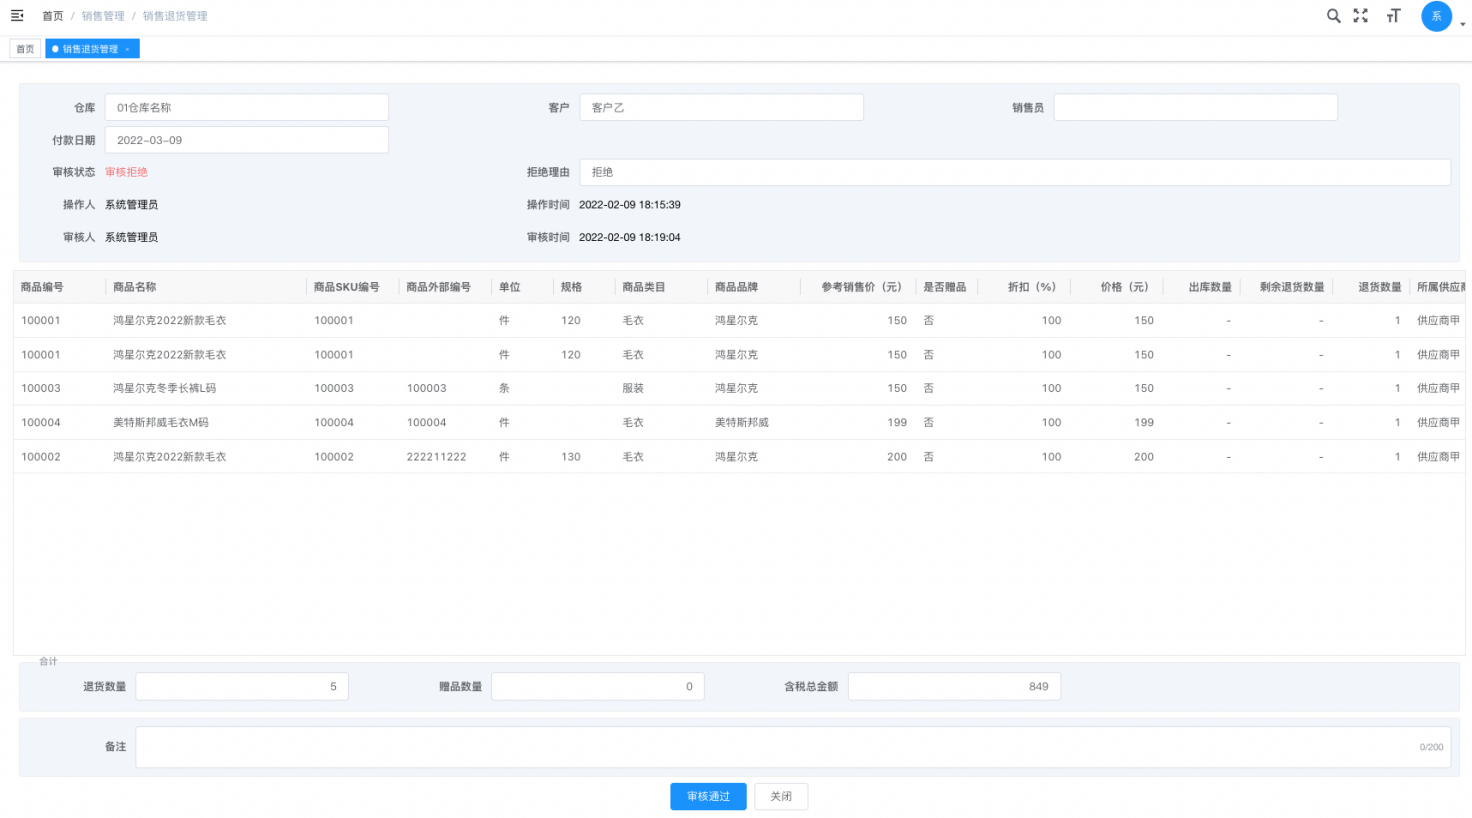 首页 / 销售管理 / 销售退货管理
系
首页 销售退货管理 ×
仓库 01仓库名称 客户 客户乙 销售员
付款日期 2022-03-09
审核状态 审核拒绝 拒绝理由 拒绝
操作人 系统管理员 操作时间 2022-02-09 18:15:39
审核人 系统管理员 审核时间 2022-02-09 18:19:04
商品编号 商品名称 商品SKU编号 商品外部编号 单位 规格 商品类目 商品品牌 参考销售价（元） 是否赠品 折扣（%） 价格（元） 出库数量 剩余退货数量 退货数量 所属供应商
100001 鸿星尔克2022新款毛衣 100001 件 120 毛衣 鸿星尔克 150 否 100 150 - - 1 供应商甲
100001 鸿星尔克2022新款毛衣 100001 件 120 毛衣 鸿星尔克 150 否 100 150 - - 1 供应商甲
100003 鸿星尔克冬季长裤L码 100003 100003 条 服装 鸿星尔克 150 否 100 150 - - 1 供应商甲
100004 美特斯邦威毛衣M码 100004 100004 件 毛衣 美特斯邦威 199 否 100 199 - - 1 供应商甲
100002 鸿星尔克2022新款毛衣 100002 222211222 件 130 毛衣 鸿星尔克 200 否 100 200 - - 1 供应商甲
合计
退货数量 5 赠品数量 0 含税总金额 849
备注 0/200
审核通过 关闭